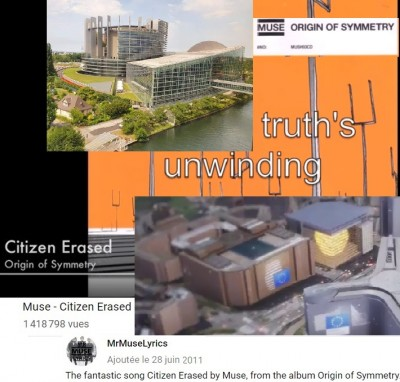 MUSE ORIGIN OF SYMMETRY
truth's
unwinding
Citizen Erased
Origin of Symmetry
Muse - Citizen Erased
1 418 798 vues
MUSE
MrMuseLyrics
Ajoutée le 28 juin 2011
The fantastic song Citizen Erased by Muse, from the album Origin of Symmetry.